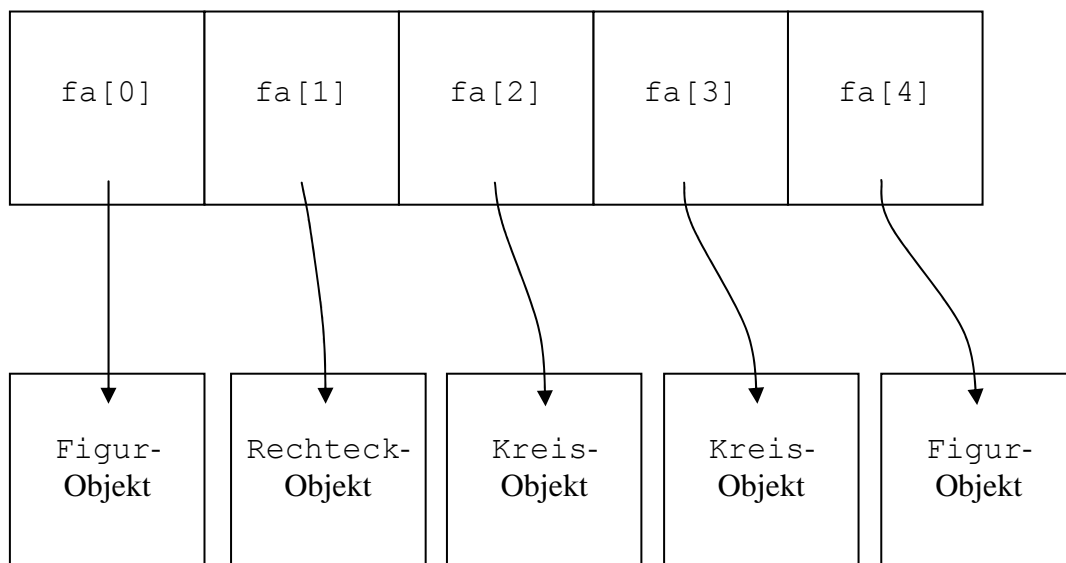 fa[0]
fa[1]
fa[2]
fa[3]
fa[4]
Figur-
Objekt
Rechteck-
Objekt
Kreis-
Objekt
Kreis-
Objekt
Figur-
Objekt